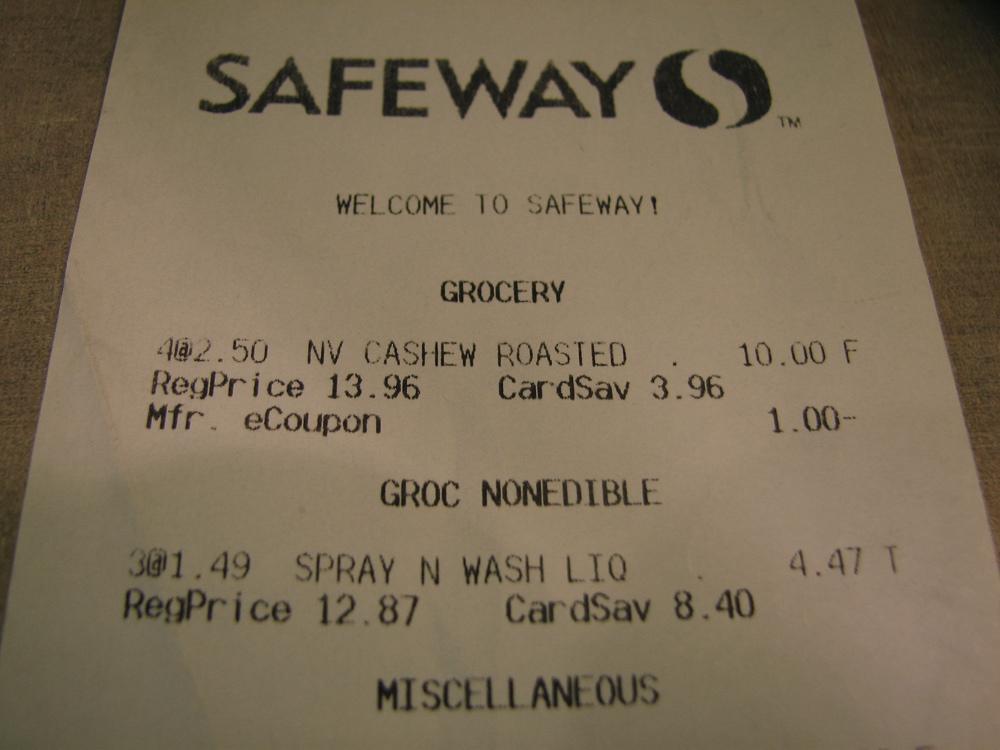 SAFEWAY TM
WELCOME TO SAFEWAY!
GROCERY
4@2.50 NV CASHEW ROASTED . 10.00 F
RegPrice 13.96 CardSav 3.96
Mfr. eCoupon 1.00-
GROC NONEDIBLE
3@1.49 SPRAY N WASH LIQ . 4.47 T
RegPrice 12.87 CardSav 8.40
MISCELLANEOUS